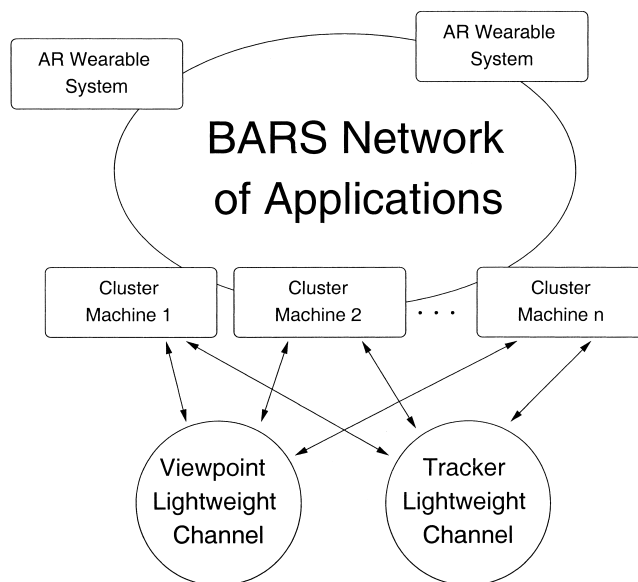 AR Wearable
System
AR Wearable
System
BARS Network
of Applications
Cluster
Machine 1
Cluster
Machine 2
. . .
Cluster
Machine n
Viewpoint
Lightweight
Channel
Tracker
Lightweight
Channel